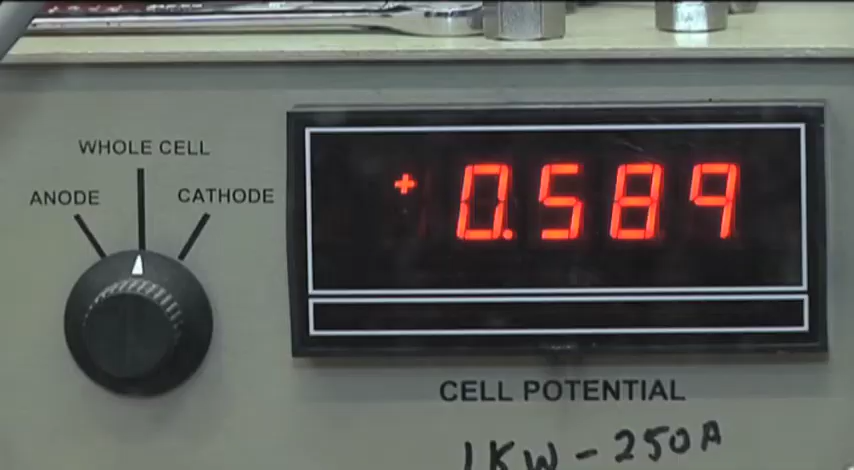 WHOLE CELL
ANODE
CATHODE
+0.589
CELL POTENTIAL
1KW-250A